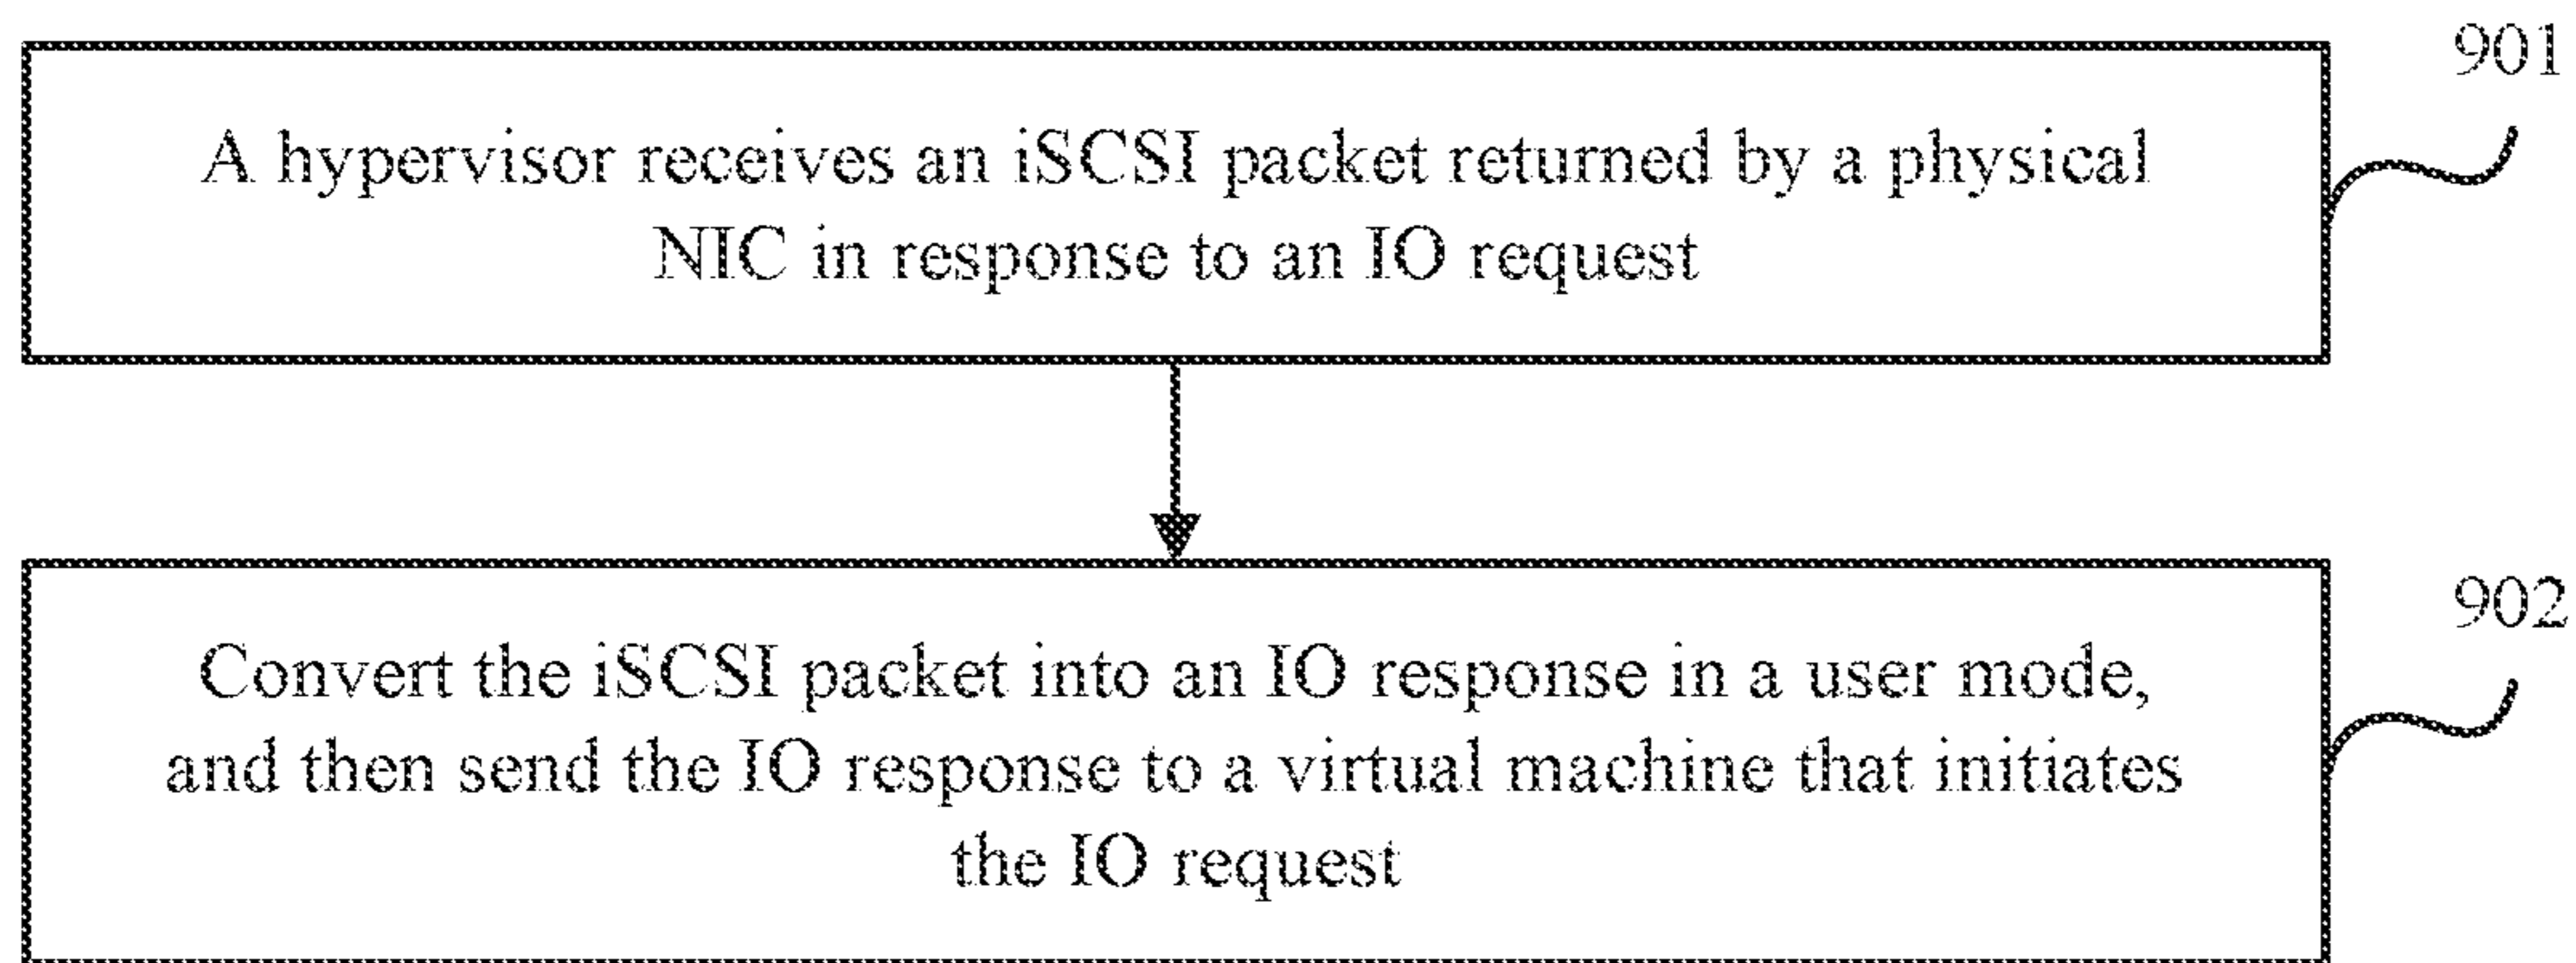 901
A hypervisor receives an iSCSI packet returned by a physical
NIC in response to an IO request
902
Convert the iSCSI packet into an IO response in a user mode,
and then send the IO response to a virtual machine that initiates
the IO request